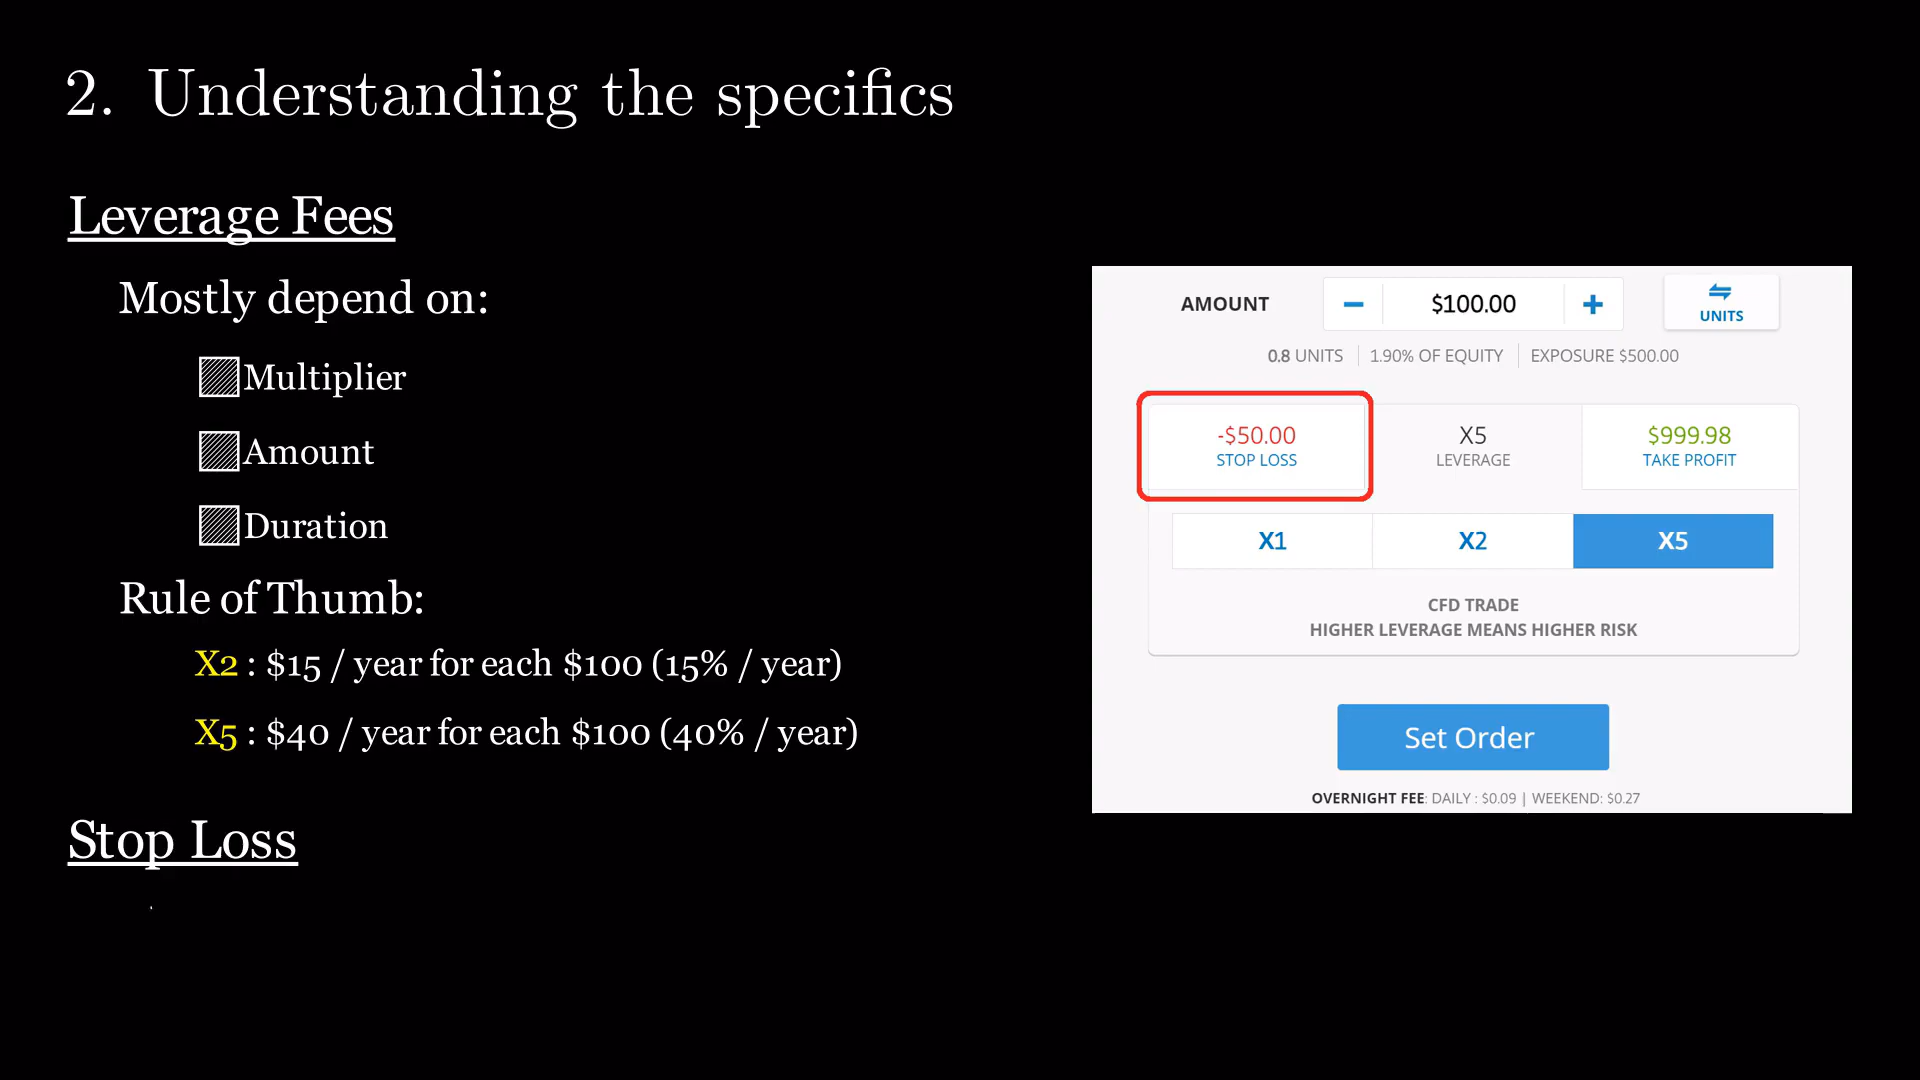 2. Understanding the specifics
Leverage Fees
Mostly depend on:
Multiplier
Amount
Duration
Rule of Thumb:
X2 : $15 / year for each $100 (15% / year)
X5 : $40 / year for each $100 (40% / year)
Stop Loss
AMOUNT
$100.00
UNITS
0.8 UNITS 1.90% OF EQUITY EXPOSURE $500.00
-$50.00
STOP LOSS
X5
LEVERAGE
$999.98
TAKE PROFIT
X1 X2 X5
CFD TRADE
HIGHER LEVERAGE MEANS HIGHER RISK
Set Order
OVERNIGHT FEE: DAILY : $0.09 | WEEKEND: $0.27